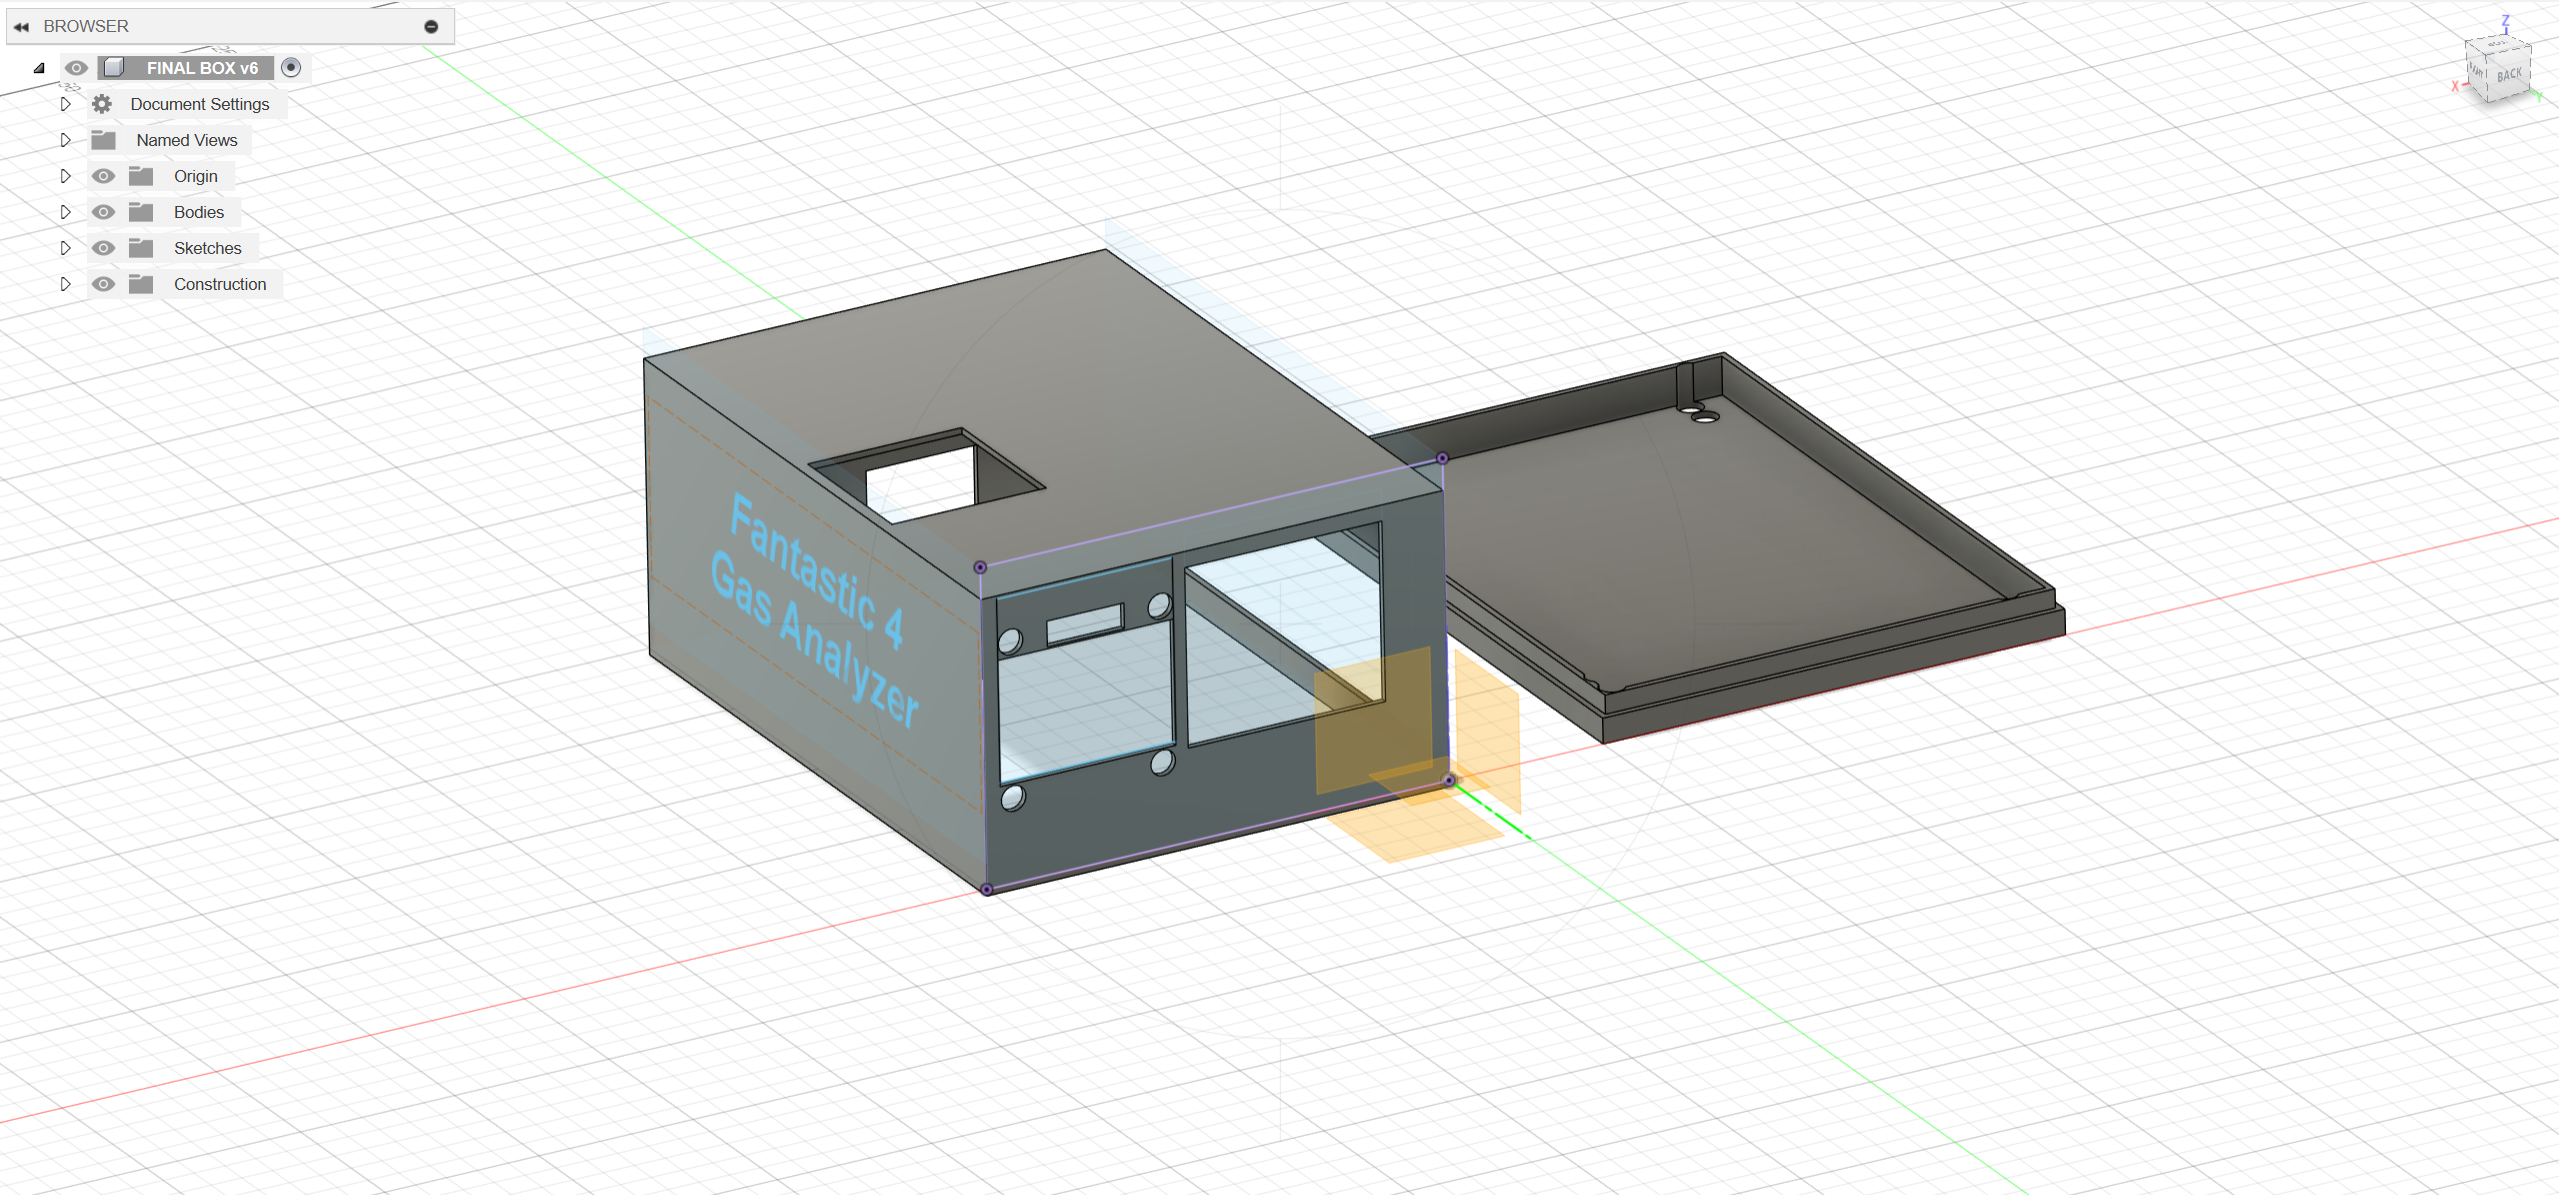 BROWSER
FINAL BOX v6
Document Settings
Named Views
Origin
Bodies
Sketches
Construction
Fantastic 4
Gas Analyzer
Z
BACK
X
Y